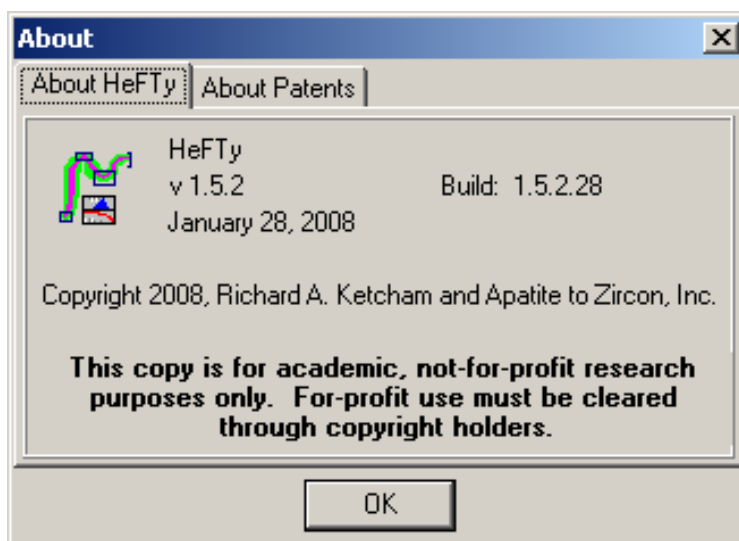 About
About HeFTy
About Patents
HeFTy
v 1.5.2
Build: 1.5.2.28
January 28, 2008
Copyright 2008, Richard A. Ketcham and Apatite to Zircon, Inc.
This copy is for academic, not-for-profit research
purposes only. For-profit use must be cleared
through copyright holders.
OK